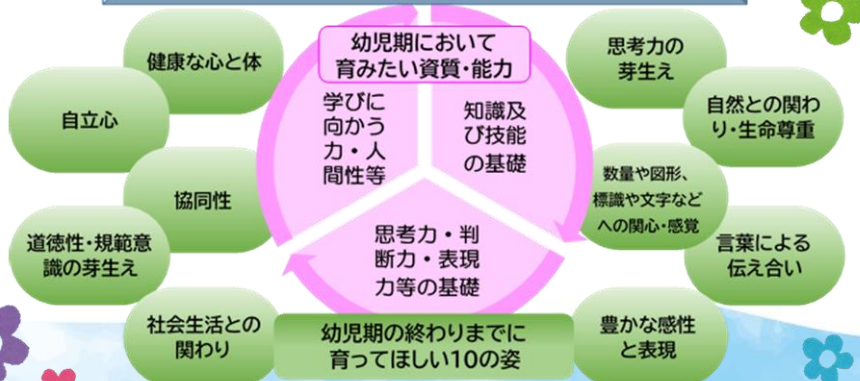 幼児期において
育みたい資質・能力
学びに
向かう
力・人
間性等
知識及
び技能
の基礎
思考力・判
断力・表現
力等の基礎
健康な心と体
自立心
協同性
道徳性・規範意
識の芽生え
社会生活との
関わり
思考力の
芽生え
自然との関わ
り・生命尊重
数量や図形、
標識や文字など
への関心・感覚
言葉による
伝え合い
豊かな感性
と表現
幼児期の終わりまでに
育ってほしい10の姿